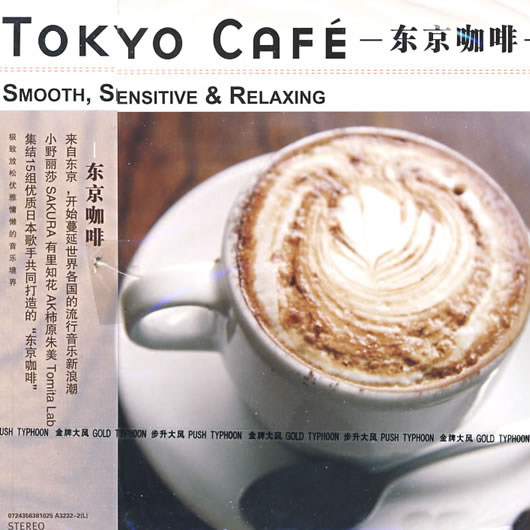 TOKYO CAFÉ —东京咖啡-
SMOOTH, SENSITIVE & RELAXING
—东京咖啡
来自东京,开始蔓延世界各国的流行音乐新浪潮
小野丽莎 SAKURA 有里知花 AK柿原朱美 Tomita Lab
集结15组优质日本歌手共同打造的“东京咖啡”
极致放松优雅慵懒的音乐境界
USH TYPHOON 金牌大风 GOLD TYPHOON 步升大风 PUSH TYPHOON 金牌大风 GOLD TYPHOON 步升大风 PUSH TYPHOON 金牌大风 GOLD TYPHOON
0724356381025 A3232-2(L)
STEREO